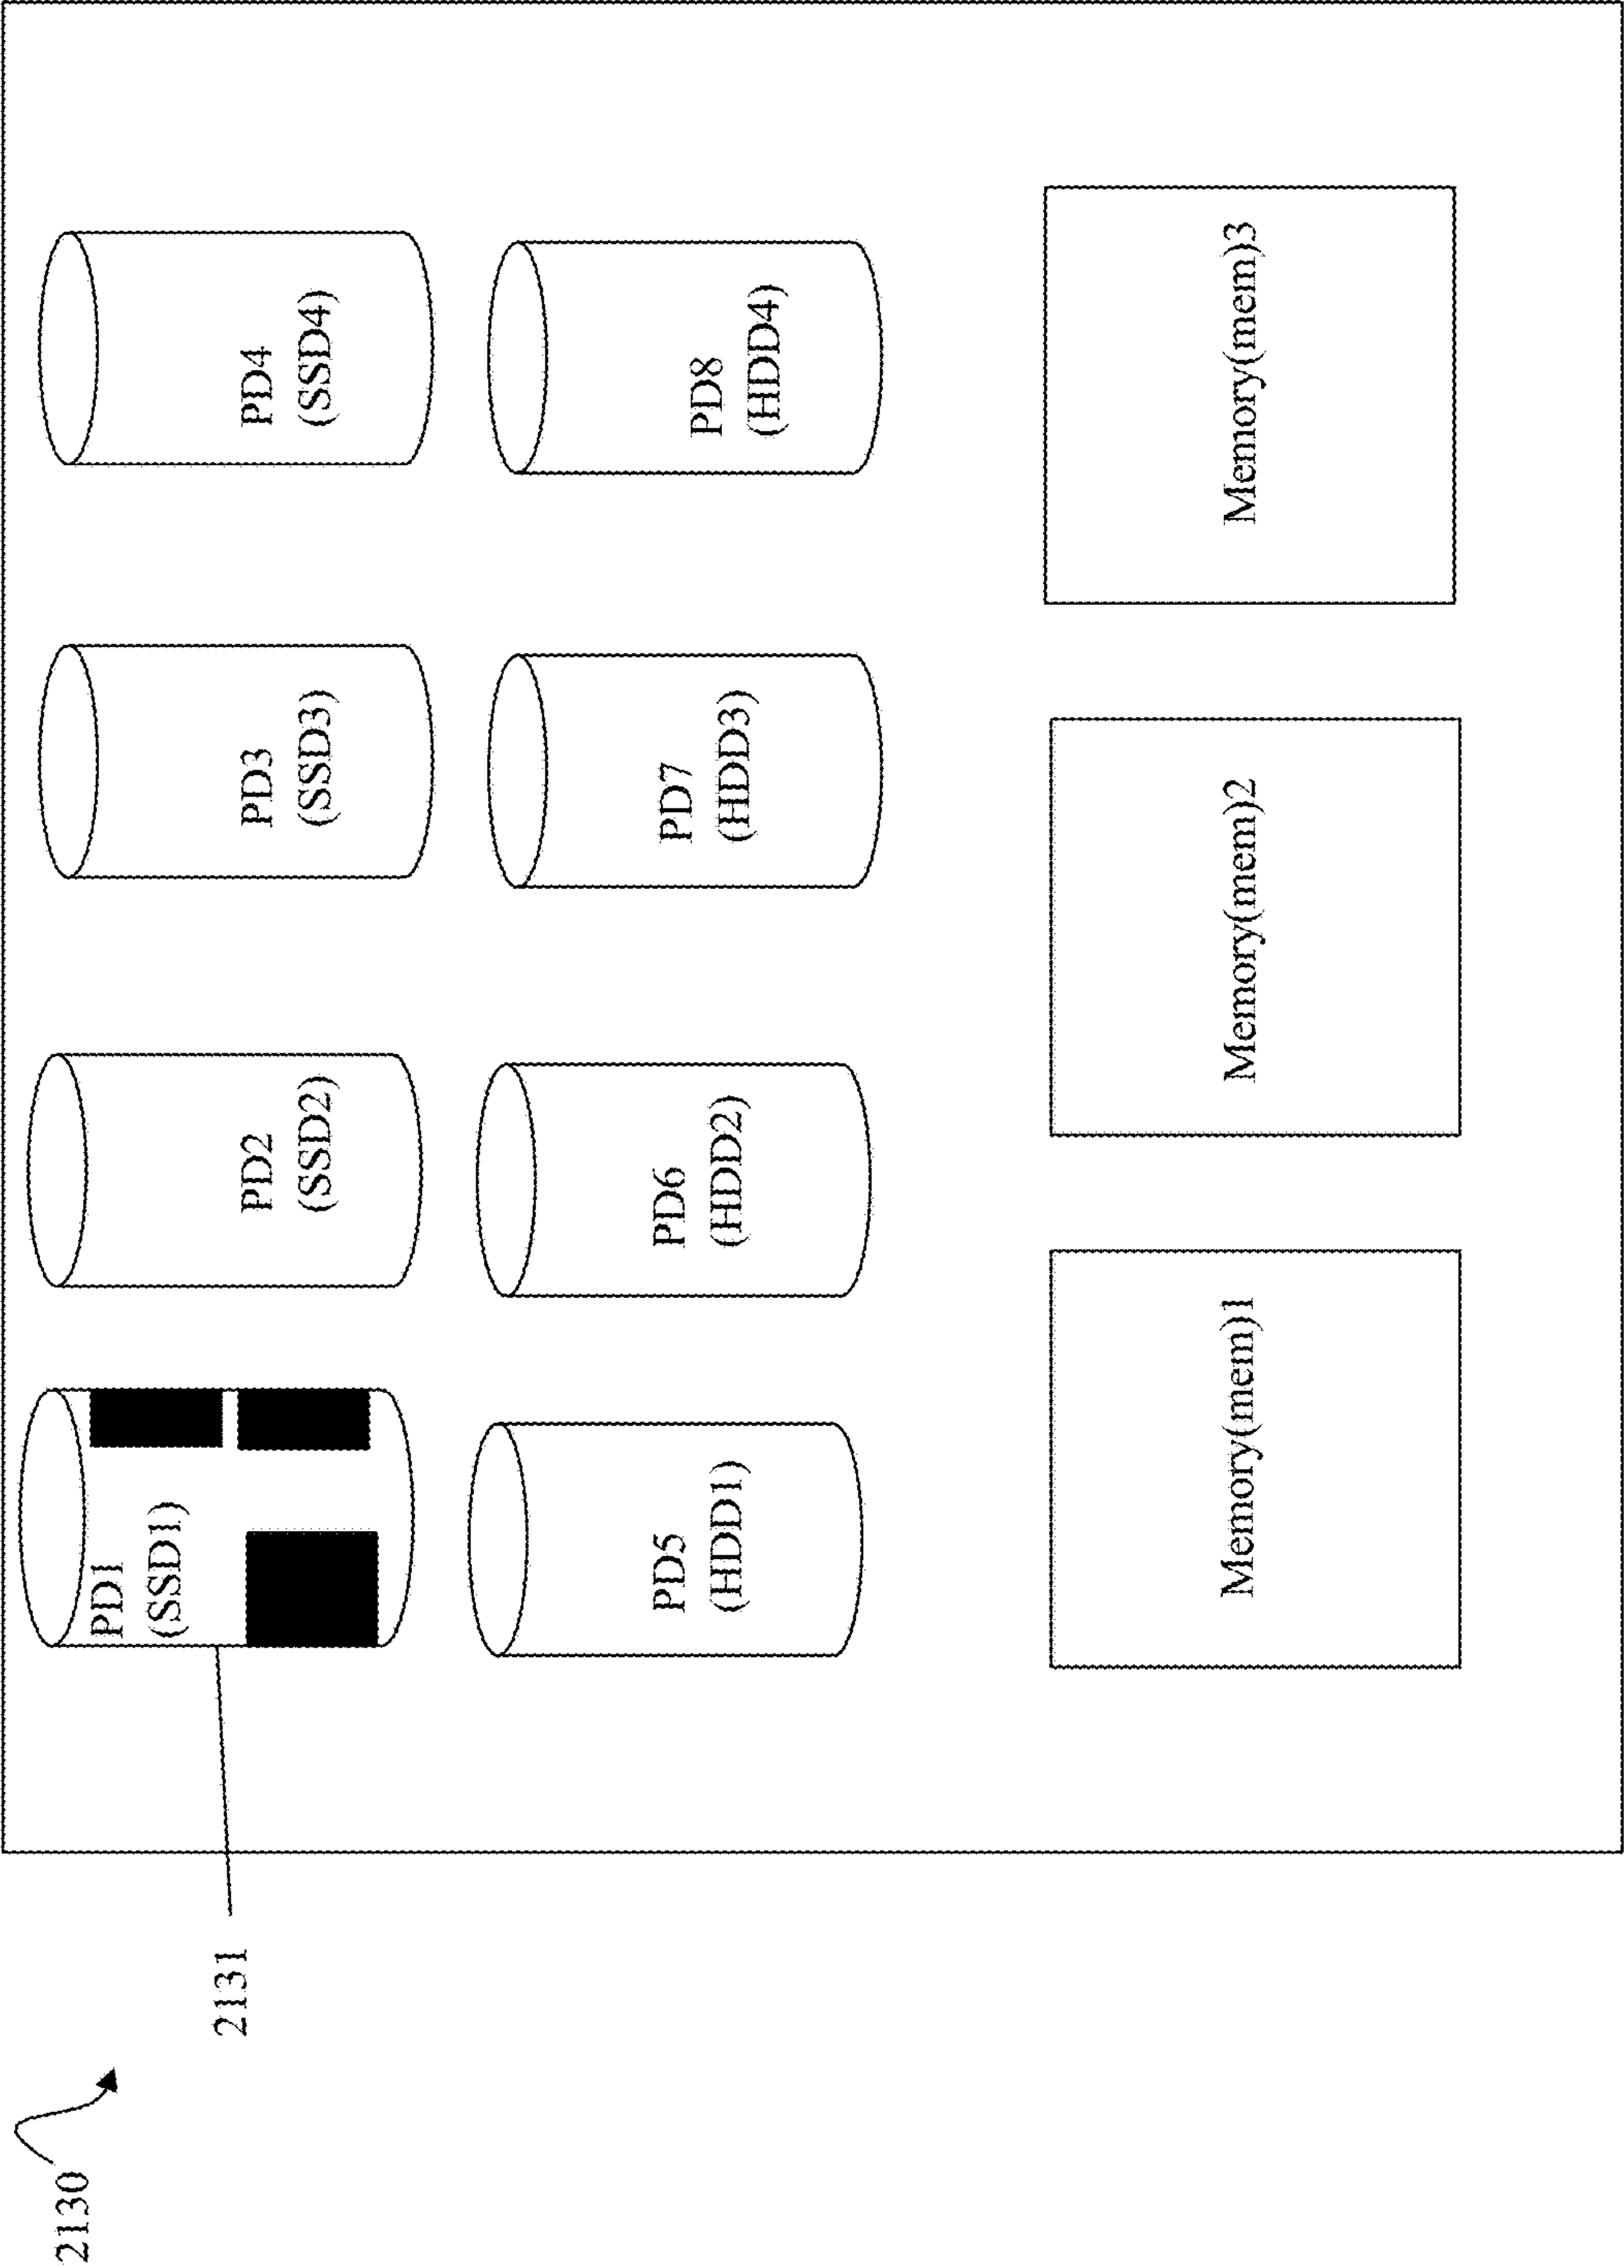 2130
2131
PD1
(SSD1)
PD2
(SSD2)
PD3
(SSD3)
PD4
(SSD4)
PD5
(HDD1)
PD6
(HDD2)
PD7
(HDD3)
PD8
(HDD4)
Memory(mem)1
Memory(mem)2
Memory(mem)3